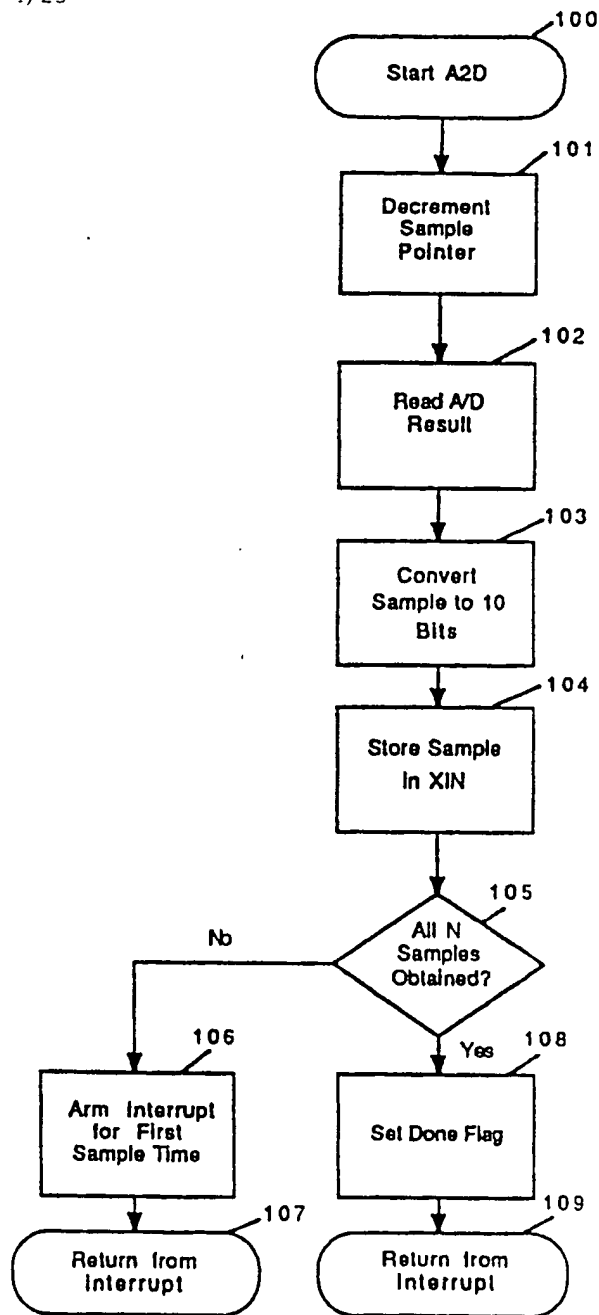 100
Start A2D
101
Decrement
Sample
Pointer
102
Read A/D
Result
103
Convert
Sample to 10
Bits
104
Store Sample
In XIN
105
All N
Samples
Obtained?
No
Yes
106
Arm Interrupt
for First
Sample Time
108
Set Done Flag
107
Return from
Interrupt
109
Return from
Interrupt